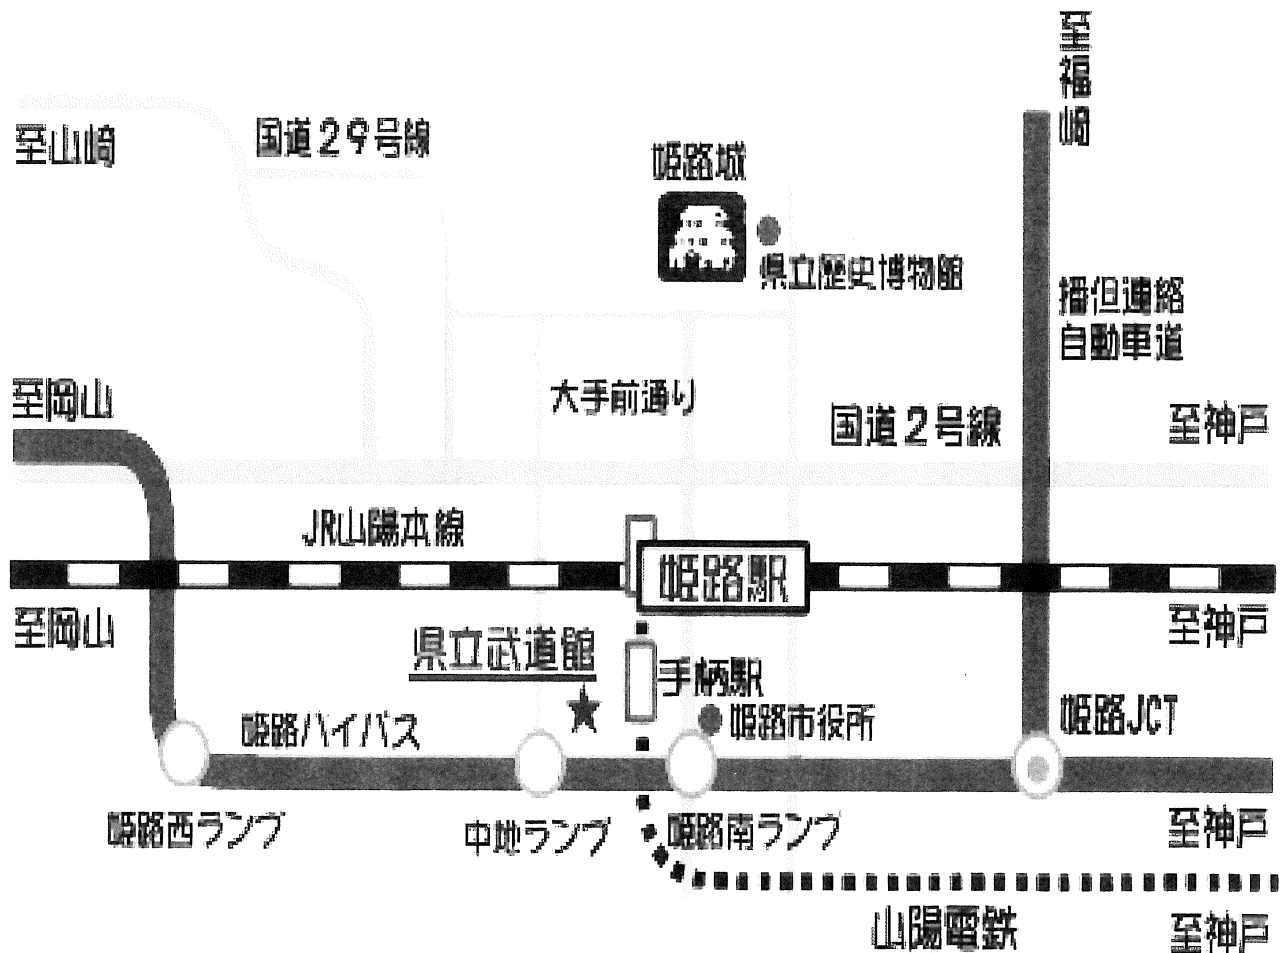 至福崎
至山崎
国道29号線
姫路城
県立歴史博物館
播但連絡
自動車道
至岡山
大手前通り
国道2号線
至神戸
JR山陽本線
姫路駅
至岡山
至神戸
県立武道館
手柄駅
姫路市役所
姫路JCT
姫路ハイパス
姫路西ランプ
中地ランプ
姫路南ランプ
至神戸
山陽電鉄
至神戸